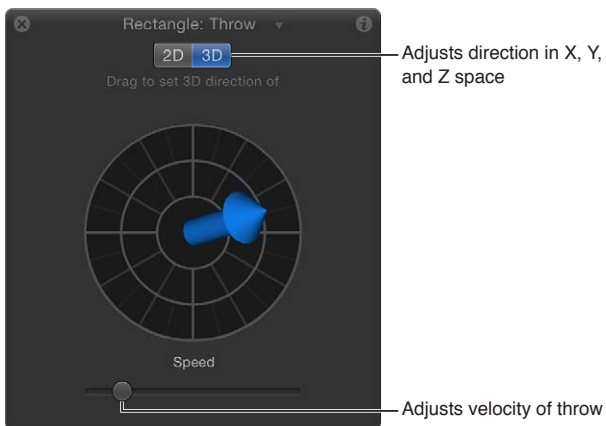 Rectangle: Throw
i
2D 3D
Adjusts direction in X, Y,
and Z space
Drag to set 3D direction of
Speed
Adjusts velocity of throw